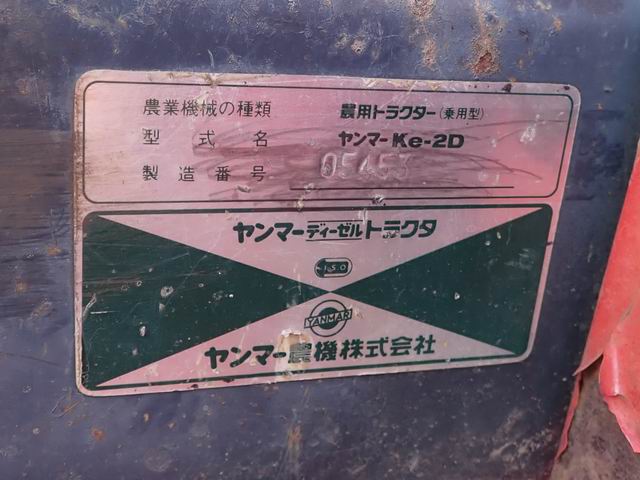 農業機械の種類 農用トラクター(乗用型)
型式名 ヤンマー Ke-2D
製造番号 05453
ヤンマーディーゼルトラクタ
YANMAR
ヤンマー農機株式会社